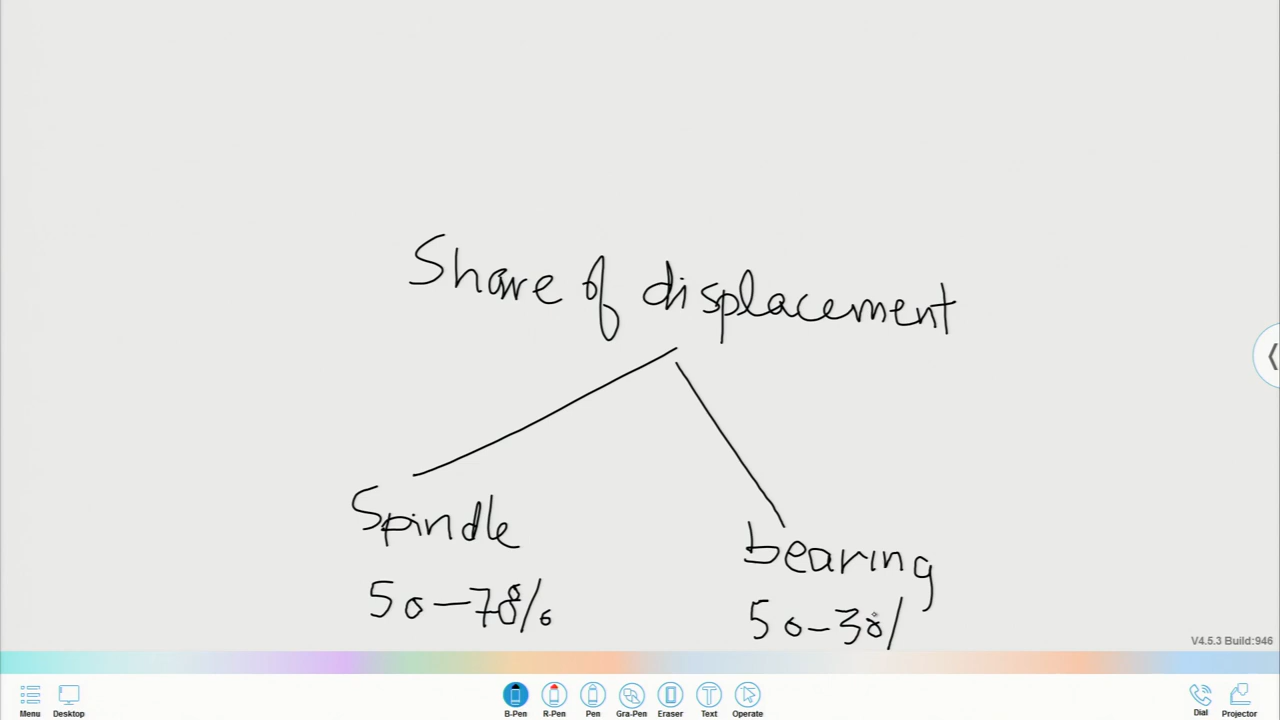 Share of displacement
Spindle
bearing
50-70%
50-30%
V4.5.3 Build:946
Menu
Desktop
B-Pen
R-Pen
Pen
Gra-Pen
Eraser
Text
Operate
Dial
Projector